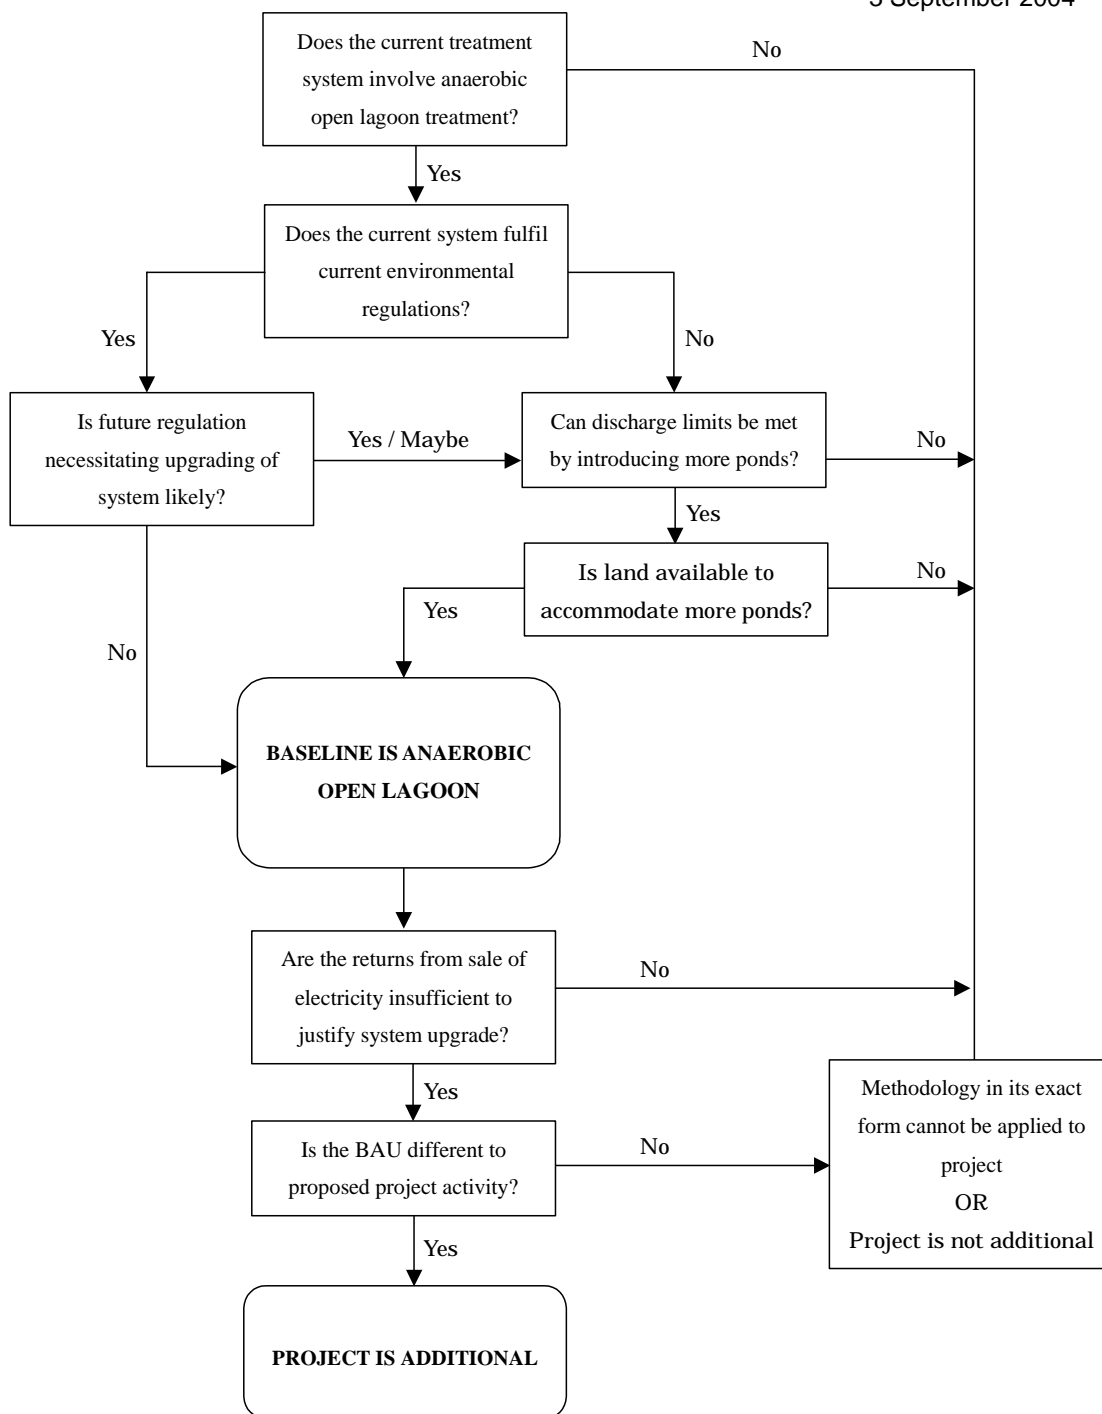 3 September 2004
Does the current treatment
system involve anaerobic
open lagoon treatment?
No
Yes
Does the current system fulfil
current environmental
regulations?
Yes
No
Is future regulation
necessitating upgrading of
system likely?
Yes / Maybe
Can discharge limits be met
by introducing more ponds?
No
Yes
Is land available to
accommodate more ponds?
No
Yes
No
BASELINE IS ANAEROBIC
OPEN LAGOON
Are the returns from sale of
electricity insufficient to
justify system upgrade?
No
Yes
Is the BAU different to
proposed project activity?
No
Methodology in its exact
form cannot be applied to
project
OR
Project is not additional
Yes
PROJECT IS ADDITIONAL